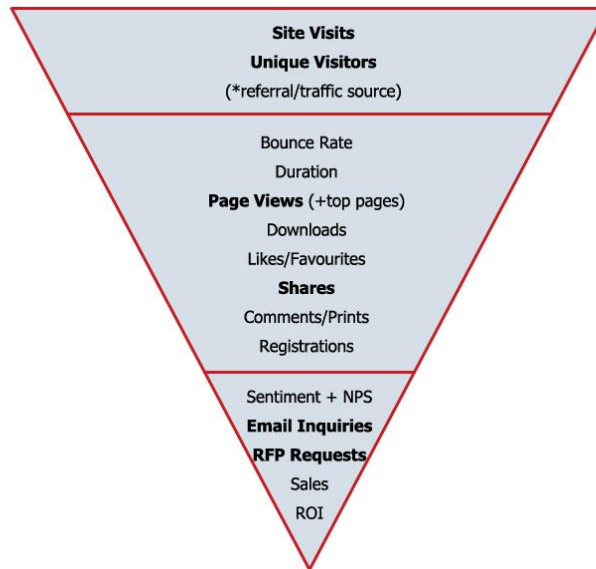 Site Visits
Unique Visitors
(*referral/traffic source)
Bounce Rate
Duration
Page Views (+top pages)
Downloads
Likes/Favourites
Shares
Comments/Prints
Registrations
Sentiment + NPS
Email Inquiries
RFP Requests
Sales
ROI